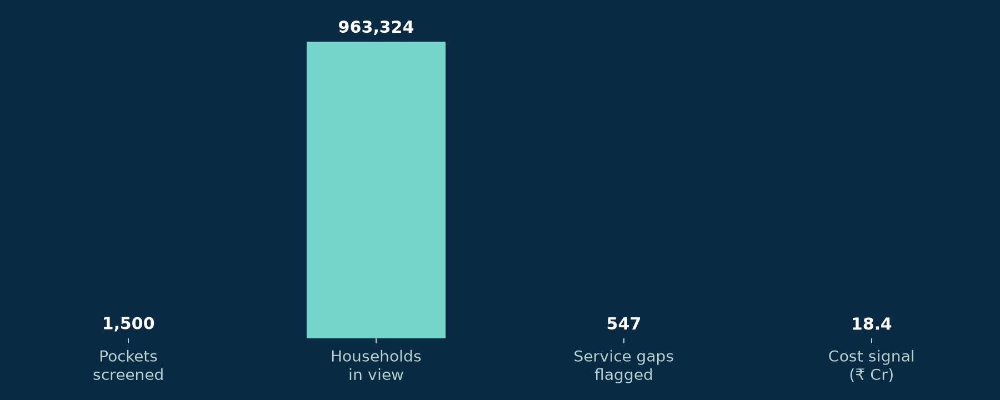 963,324
1,500
547
18.4
Pockets
screened
Households
in view
Service gaps
flagged
Cost signal
(₹ Cr)